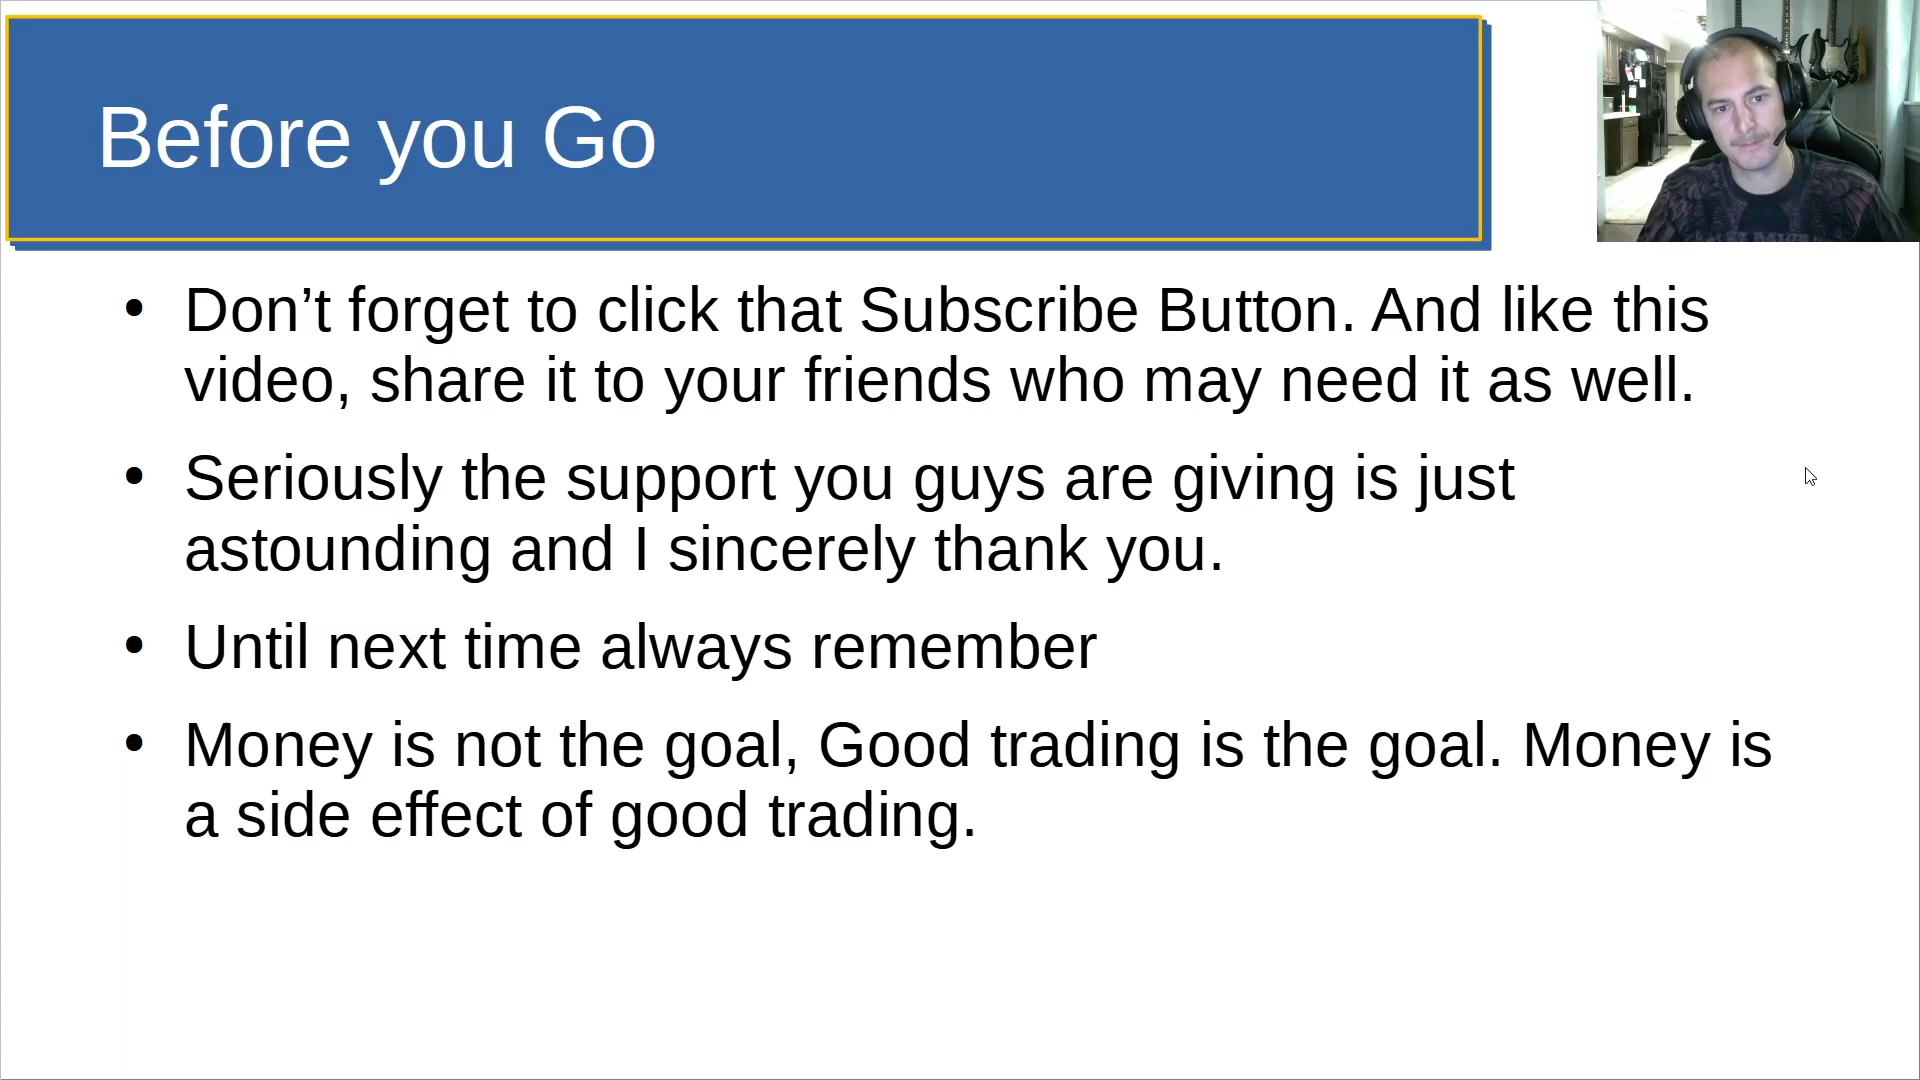 Before you Go
Don’t forget to click that Subscribe Button. And like this
video, share it to your friends who may need it as well.
Seriously the support you guys are giving is just
astounding and I sincerely thank you.
Until next time always remember
Money is not the goal, Good trading is the goal. Money is
a side effect of good trading.